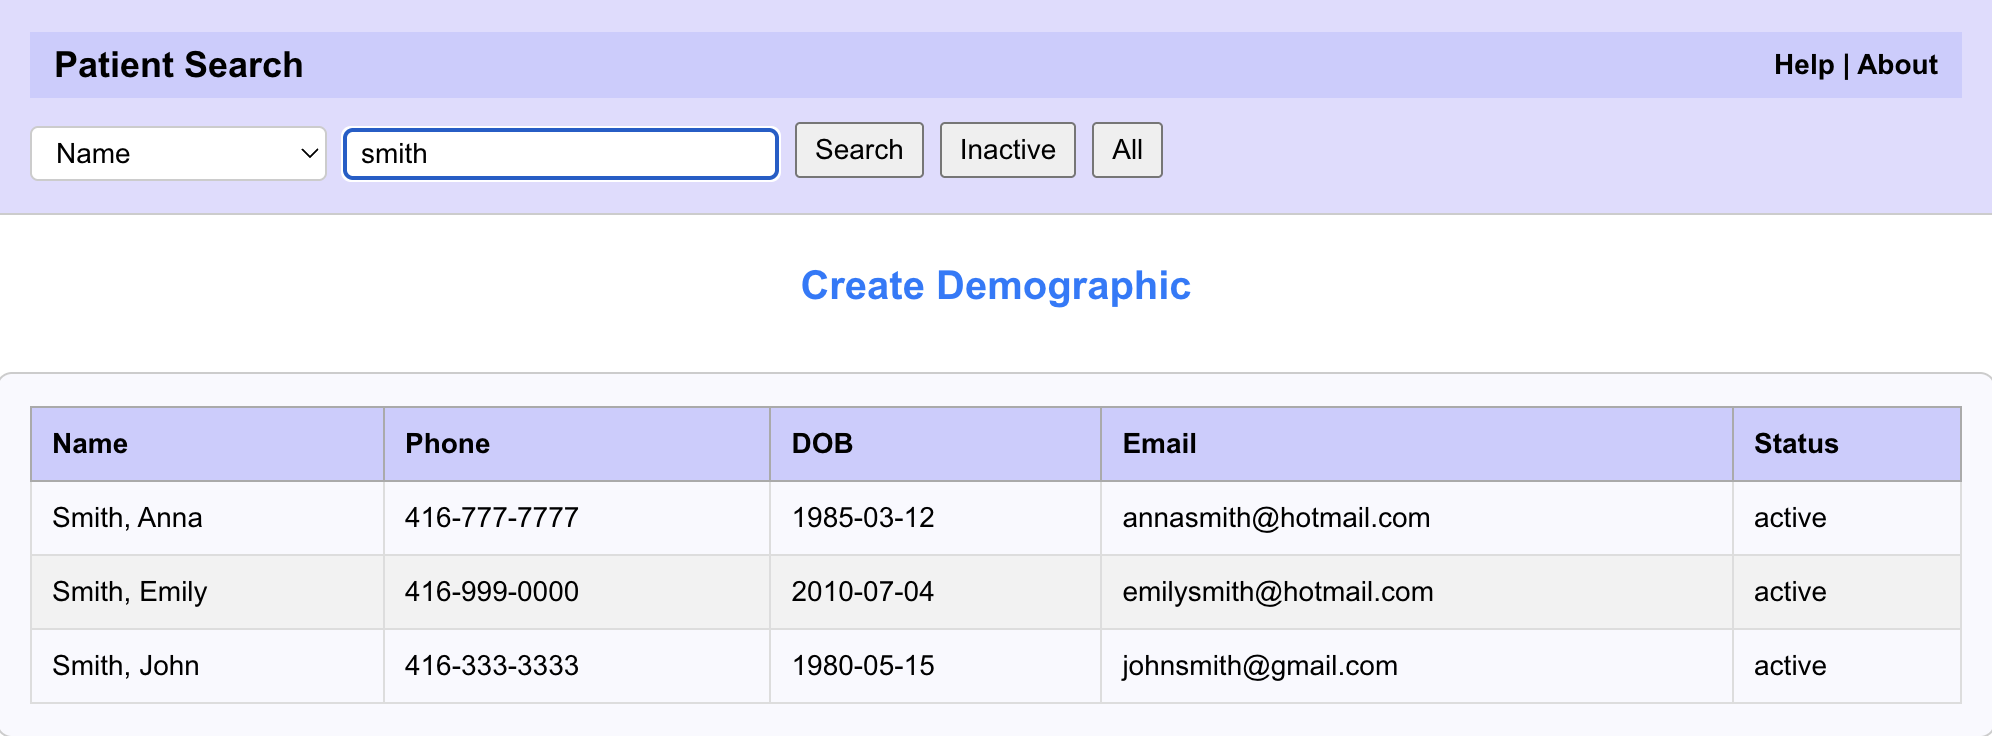 Patient Search Help | About
Name smith Search Inactive All
Create Demographic
Name Phone DOB Email Status
Smith, Anna 416-777-7777 1985-03-12 annasmith@hotmail.com active
Smith, Emily 416-999-0000 2010-07-04 emilysmith@hotmail.com active
Smith, John 416-333-3333 1980-05-15 johnsmith@gmail.com active